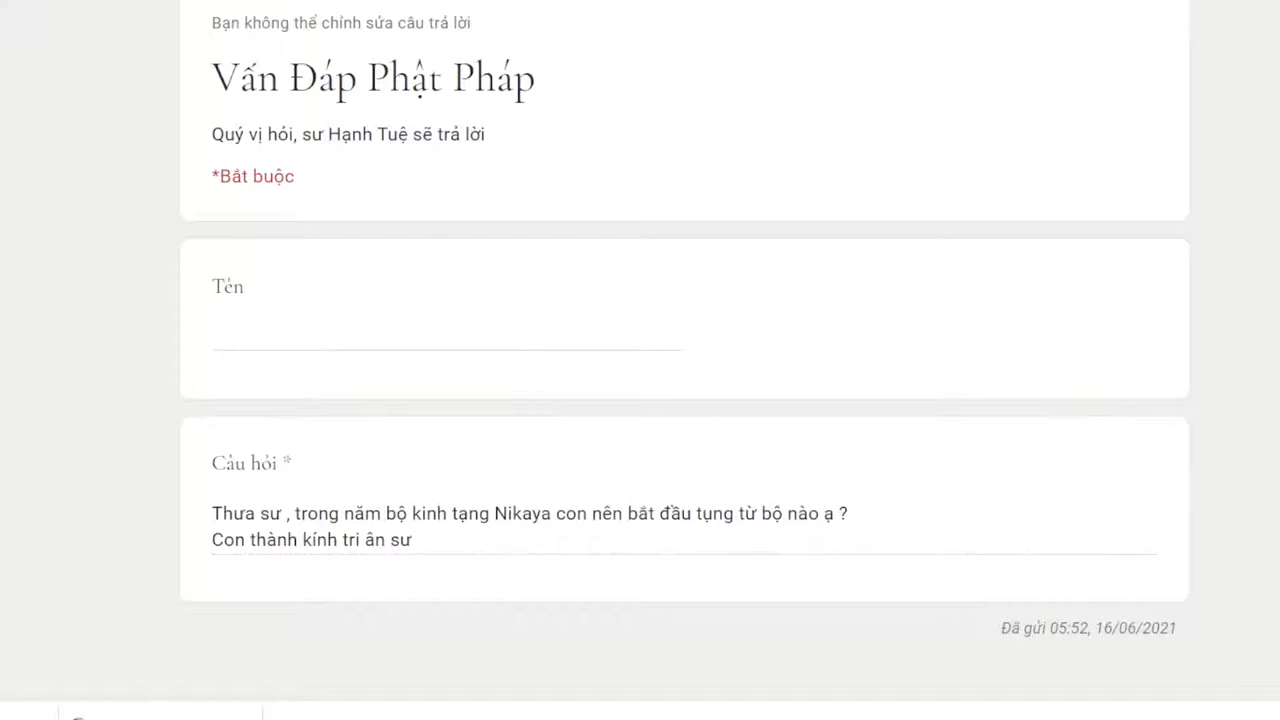 Bạn không thể chỉnh sửa câu trả lời
Vấn Đáp Phật Pháp
Quý vị hỏi, sư Hạnh Tuệ sẽ trả lời
*Bắt buộc
Tên
Câu hỏi *
Thưa sư , trong năm bộ kinh tạng Nikaya con nên bắt đầu tụng từ bộ nào ạ ?
Con thành kính tri ân sư
Đã gửi 05:52, 16/06/2021